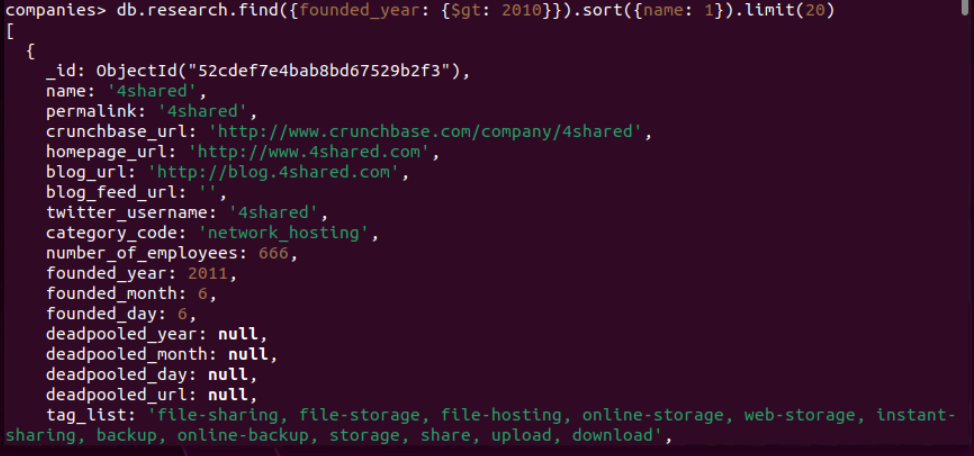 companies> db.research.find({founded_year: {$gt: 2010}}).sort({name: 1}).limit(20)
[
  {
    _id: ObjectId("52cdef7e4bab8bd67529b2f3"),
    name: '4shared',
    permalink: '4shared',
    crunchbase_url: 'http://www.crunchbase.com/company/4shared',
    homepage_url: 'http://www.4shared.com',
    blog_url: 'http://blog.4shared.com',
    blog_feed_url: '',
    twitter_username: '4shared',
    category_code: 'network_hosting',
    number_of_employees: 666,
    founded_year: 2011,
    founded_month: 6,
    founded_day: 6,
    deadpooled_year: null,
    deadpooled_month: null,
    deadpooled_day: null,
    deadpooled_url: null,
    tag_list: 'file-sharing, file-storage, file-hosting, online-storage, web-storage, instant-
sharing, backup, online-backup, storage, share, upload, download',